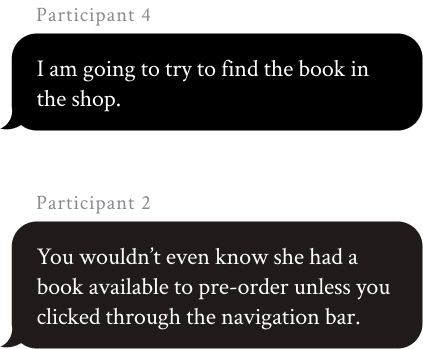 Participant 4
I am going to try to find the book in
the shop.
Participant 2
You wouldn’t even know she had a
book available to pre-order unless you
clicked through the navigation bar.